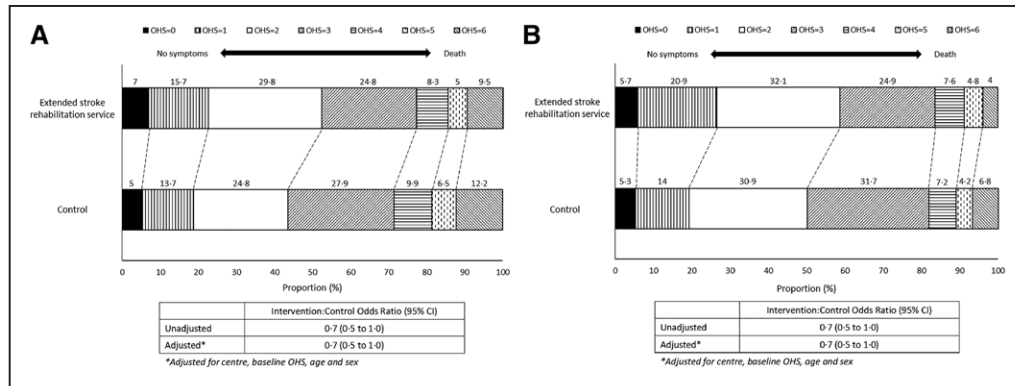 A
OHS=0 OHS=1 OHS=2 OHS=3 OHS=4 OHS=5 OHS=6
No symptoms Death
7 15·7 29·8 24·8 8·3 5 9·5
Extended stroke
rehabilitation service
5 13·7 24·8 27·9 9·9 6·5 12·2
Control
0 10 20 30 40 50 60 70 80 90 100
Proportion (%)
Intervention:Control Odds Ratio (95% CI)
Unadjusted 0·7 (0·5 to 1·0)
Adjusted* 0·7 (0·5 to 1·0)
*Adjusted for centre, baseline OHS, age and sex
B
OHS=0 OHS=1 OHS=2 OHS=3 OHS=4 OHS=5 OHS=6
No symptoms Death
5·7 20·9 32·1 24·9 7·6 4·8 4
Extended stroke
rehabilitation service
5·3 14 30·9 31·7 7·2 4·2 6·8
Control
0 10 20 30 40 50 60 70 80 90 100
Proportion (%)
Intervention:Control Odds Ratio (95% CI)
Unadjusted 0·7 (0·5 to 1·0)
Adjusted* 0·7 (0·5 to 1·0)
*Adjusted for centre, baseline OHS, age and sex